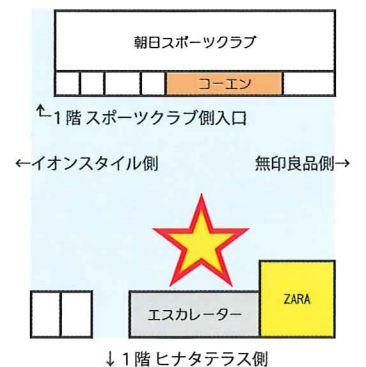 朝日スポーツクラブ
コーエン
↑1階 スポーツクラブ側入口
←イオンスタイル側
無印良品側→
ZARA
エスカレーター
↓1階 ヒナタテラス側